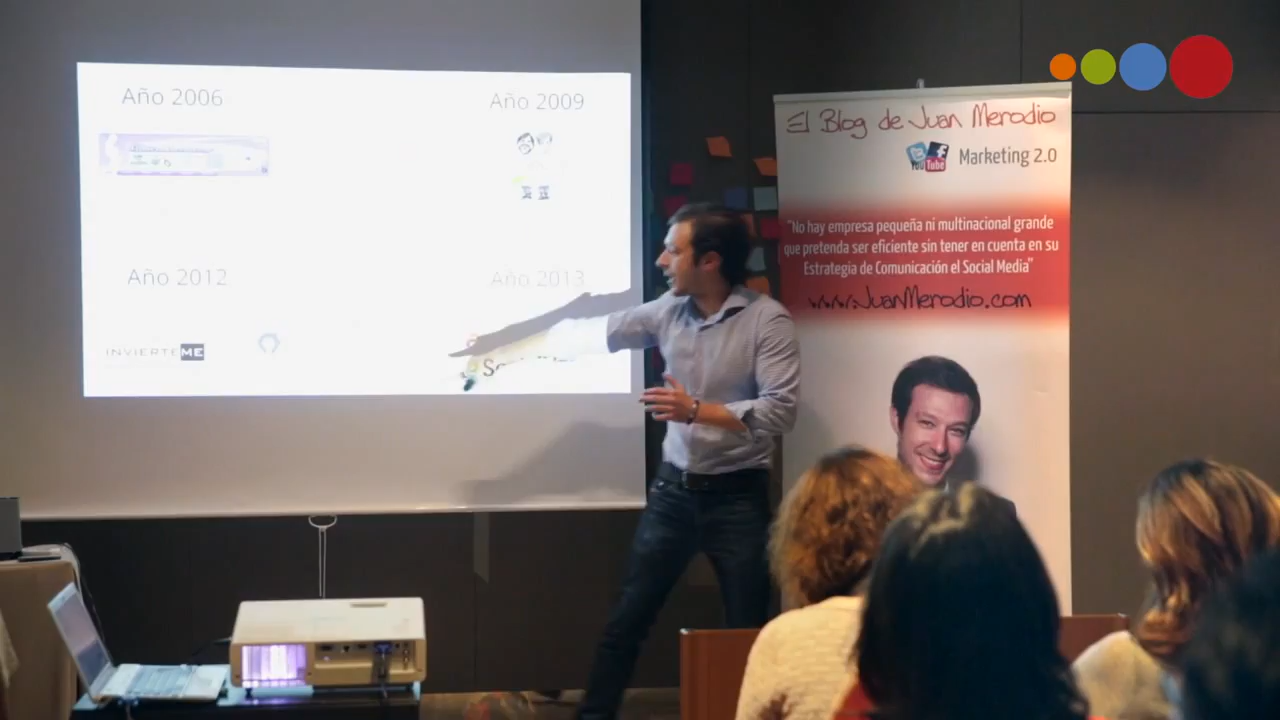 Año 2006
Año 2009
Año 2012
Año 2013
INVIERTEME
El Blog de Juan Merodio
YouTube
Marketing 2.0
"No hay empresa pequeña ni multinacional grande
que pretenda ser eficiente sin tener en cuenta en su
Estrategia de Comunicación el Social Media"
www.JuanMerodio.com